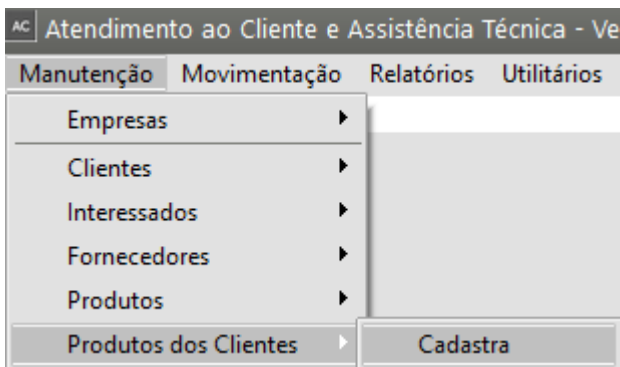 AC Atendimento ao Cliente e Assistência Técnica - Ve
Manutenção Movimentação Relatórios Utilitários
Empresas
Clientes
Interessados
Fornecedores
Produtos
Produtos dos Clientes Cadastra